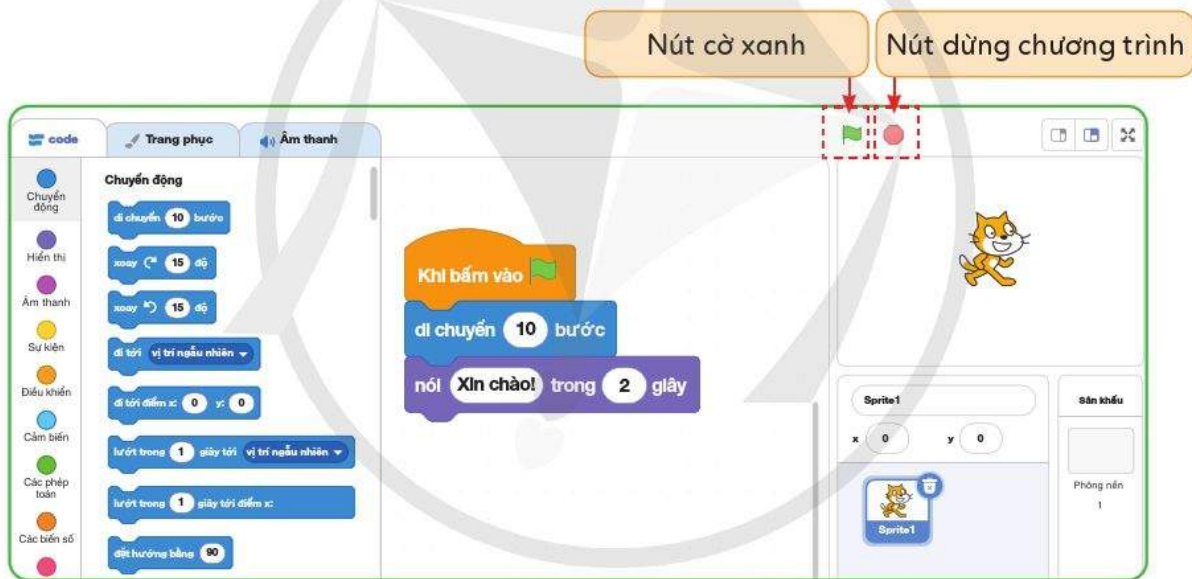 Nút cờ xanh
Nút dừng chương trình
code
Trang phục
Âm thanh
Chuyển
động
Hiển thị
Âm thanh
Sự kiện
Điều khiển
Cảm biến
Các phép
toán
Các biến số
Chuyển động
di chuyển 10 bước
xoay 15 độ
xoay 15 độ
đi tới vị trí ngẫu nhiên
đi tới điểm x: 0 y: 0
lướt trong 1 giây tới vị trí ngẫu nhiên
lướt trong 1 giây tới điểm x:
đặt hướng bằng 90
Khi bấm vào
di chuyển 10 bước
nói Xin chào! trong 2 giây
Sprite1
x 0 y 0
Sprite1
Sân khấu
Phông nền
1